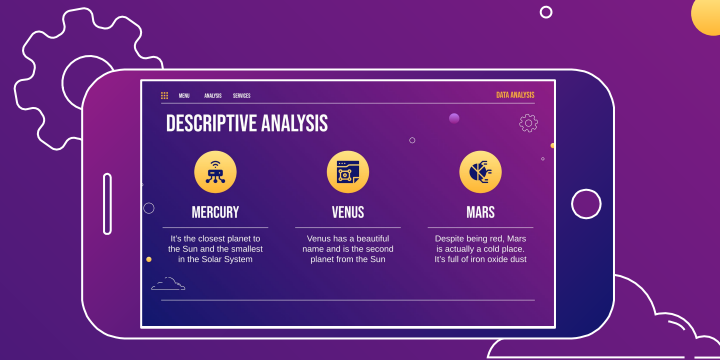 MENU ANALYSIS SERVICES DATA ANALYSIS
DESCRIPTIVE ANALYSIS
MERCURY
It's the closest planet to
the Sun and the smallest
in the Solar System
VENUS
Venus has a beautiful
name and is the second
planet from the Sun
MARS
Despite being red, Mars
is actually a cold place.
It's full of iron oxide dust